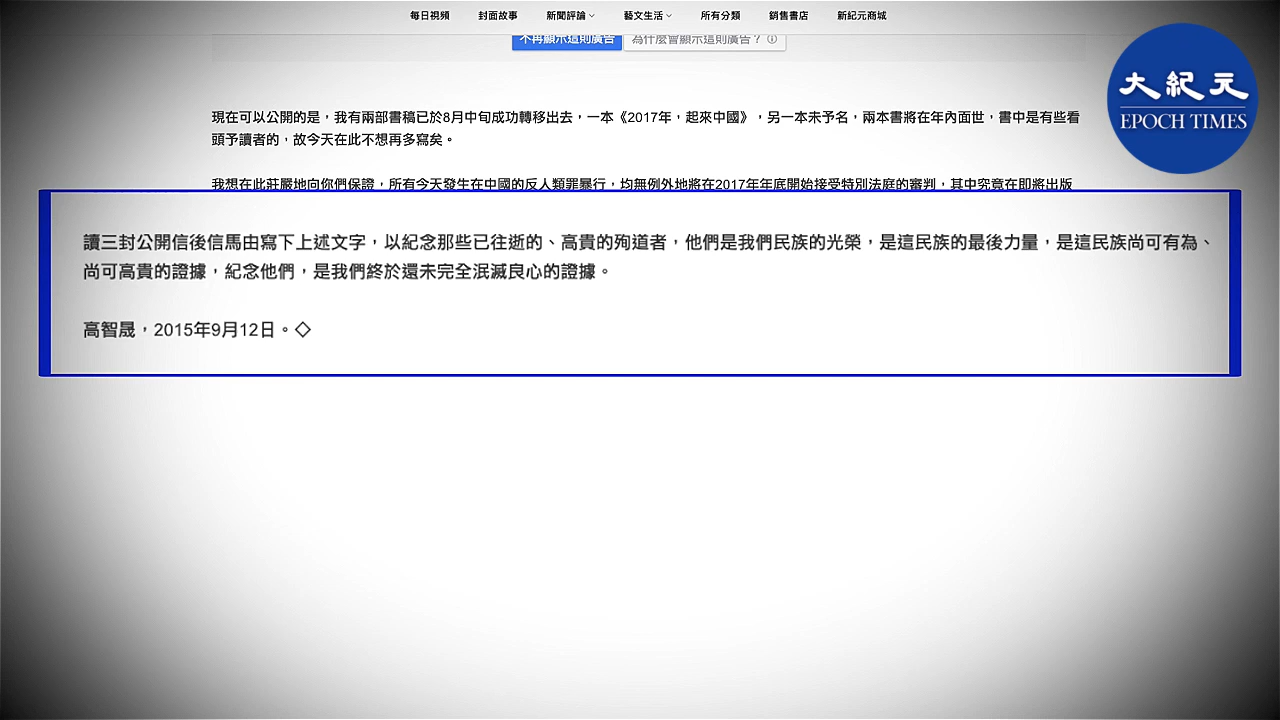 每日視頻 封面故事 新聞評論 藝文生活 所有分類 銷售書店 新紀元商城
不再顯示這則廣告 為什麼會顯示這則廣告？
大紀元
EPOCH TIMES
現在可以公開的是，我有兩部書稿已於8月中旬成功轉移出去，一本《2017年，起來中國》，另一本未予名，兩本書將在年內面世，書中是有些看
頭予讀者的，故今天在此不想再多寫矣。
我想在此莊嚴地向你們保證，所有今天發生在中國的反人類罪暴行，均無例外地將在2017年年底開始接受特別法庭的審判，其中究竟在即將出版
讀三封公開信後信馬由寫下上述文字，以紀念那些已往逝的、高貴的殉道者，他們是我們民族的光榮，是這民族的最後力量，是這民族尚可有為、
尚可高貴的證據，紀念他們，是我們終於還未完全泯滅良心的證據。
高智晟，2015年9月12日。◇